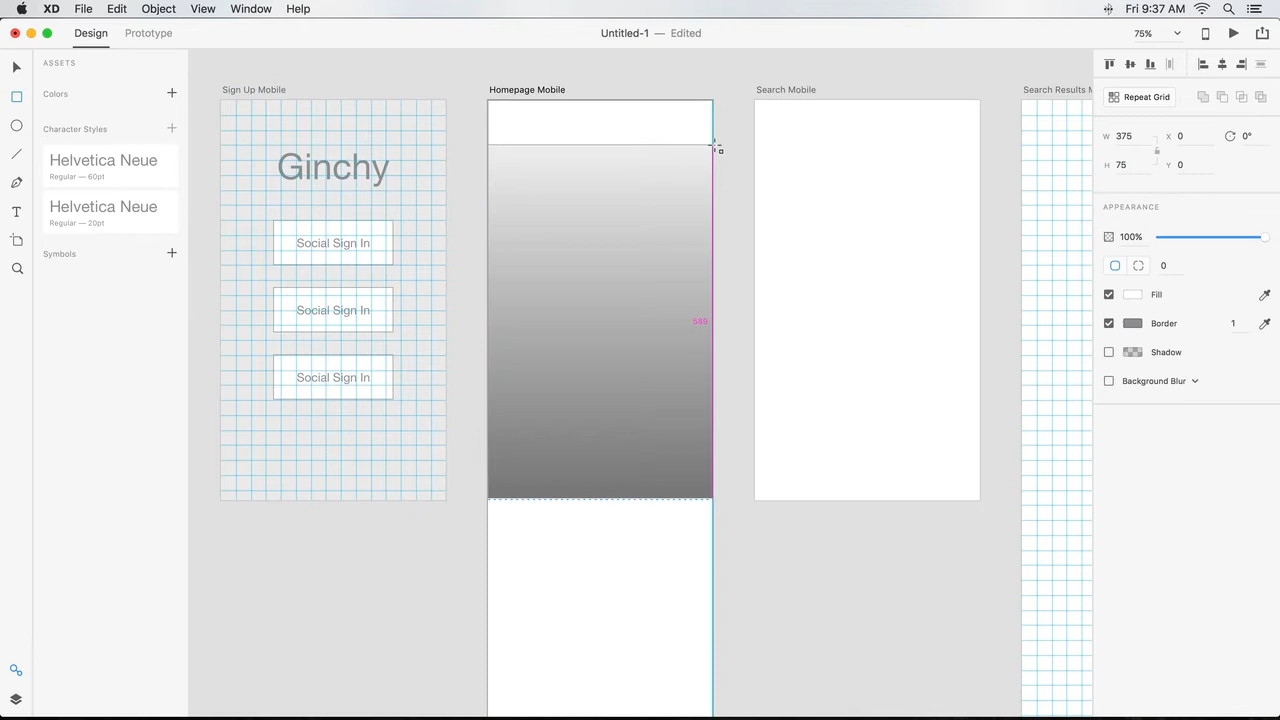 XD File Edit Object View Window Help
Fri 9:37 AM
Design Prototype
Untitled-1 — Edited
75%
ASSETS
Colors
Character Styles
Helvetica Neue
Regular — 60pt
Helvetica Neue
Regular — 20pt
Symbols
Sign Up Mobile
Ginchy
Social Sign In
Social Sign In
Social Sign In
Homepage Mobile
589
Search Mobile
Search Results M
Repeat Grid
W 375 X 0 0°
H 75 Y 0
APPEARANCE
100%
0
Fill
Border 1
Shadow
Background Blur